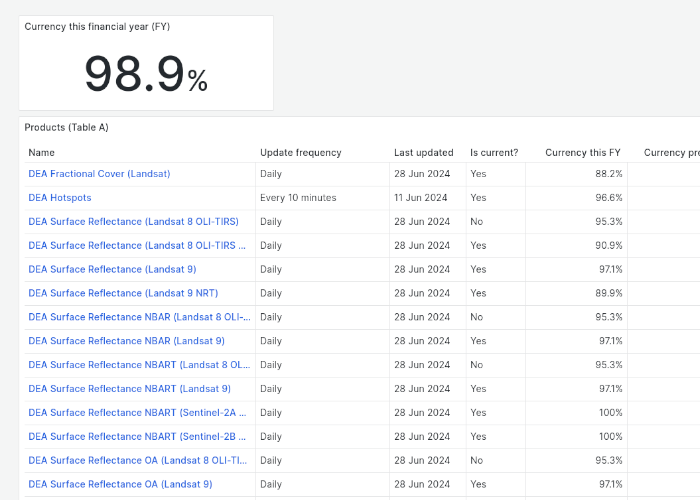 Currency this financial year (FY)
98.9%
Products (Table A)
Name Update frequency Last updated Is current? Currency this FY Currency pre
DEA Fractional Cover (Landsat) Daily 28 Jun 2024 Yes 88.2%
DEA Hotspots Every 10 minutes 11 Jun 2024 Yes 96.6%
DEA Surface Reflectance (Landsat 8 OLI-TIRS) Daily 28 Jun 2024 No 95.3%
DEA Surface Reflectance (Landsat 8 OLI-TIRS ... Daily 28 Jun 2024 Yes 90.9%
DEA Surface Reflectance (Landsat 9) Daily 28 Jun 2024 Yes 97.1%
DEA Surface Reflectance (Landsat 9 NRT) Daily 28 Jun 2024 Yes 89.9%
DEA Surface Reflectance NBAR (Landsat 8 OLI-... Daily 28 Jun 2024 No 95.3%
DEA Surface Reflectance NBAR (Landsat 9) Daily 28 Jun 2024 Yes 97.1%
DEA Surface Reflectance NBART (Landsat 8 OL... Daily 28 Jun 2024 No 95.3%
DEA Surface Reflectance NBART (Landsat 9) Daily 28 Jun 2024 Yes 97.1%
DEA Surface Reflectance NBART (Sentinel-2A ... Daily 28 Jun 2024 Yes 100%
DEA Surface Reflectance NBART (Sentinel-2B ... Daily 28 Jun 2024 Yes 100%
DEA Surface Reflectance OA (Landsat 8 OLI-TI... Daily 28 Jun 2024 No 95.3%
DEA Surface Reflectance OA (Landsat 9) Daily 28 Jun 2024 Yes 97.1%